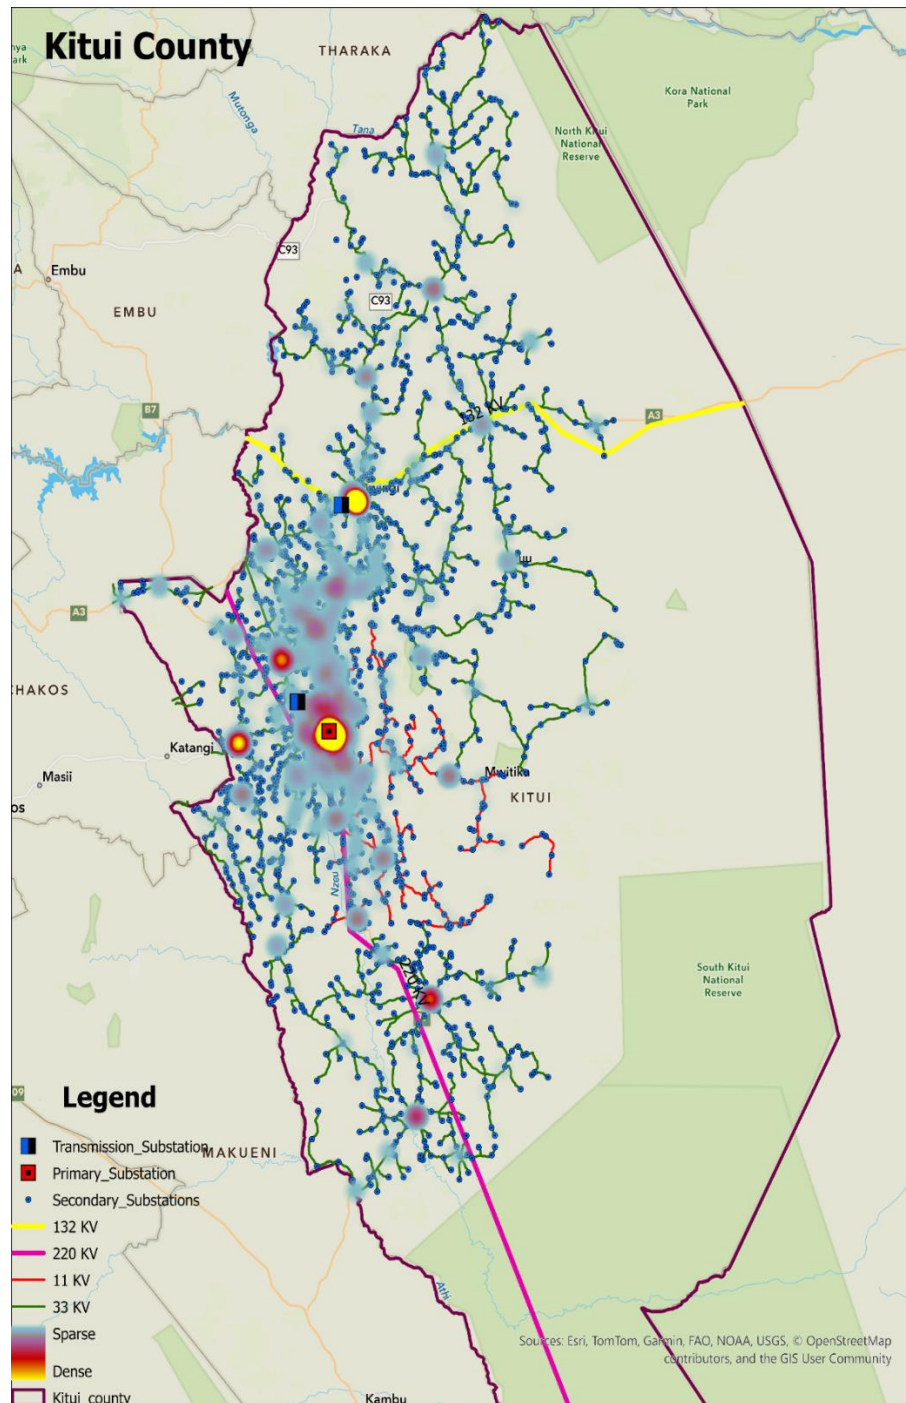 Kitui County
THARAKA
Kora National
Park
North Kitui
National
Reserve
Mutonga
Tana
C93
Embu
EMBU
C93
B7
132 KV
A3
A3
CHAKOS
Katangi
Masii
Mwitika
KITUI
Nzeu
220 KV
South Kitui
National
Reserve
Legend
Transmission_Substation
MAKUENI
Primary_Substation
Secondary_Substations
132 KV
220 KV
11 KV
33 KV
Sparse
Dense
Kitui_county
Athi
Sources: Esri, TomTom, Garmin, FAO, NOAA, USGS, © OpenStreetMap
contributors, and the GIS User Community
Kambu